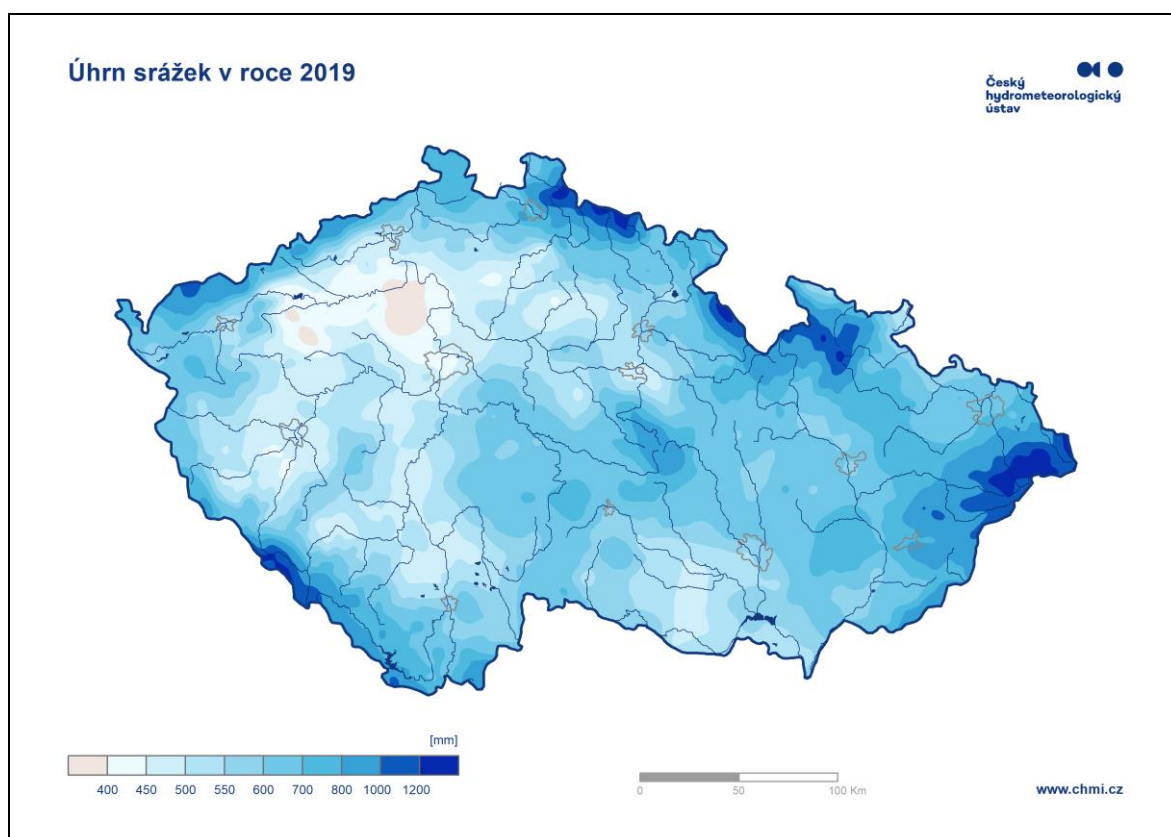 Úhrn srážek v roce 2019
Český
hydrometeorologický
ústav
[mm]
400 450 500 550 600 700 800 1000 1200
0 50 100 Km
www.chmi.cz